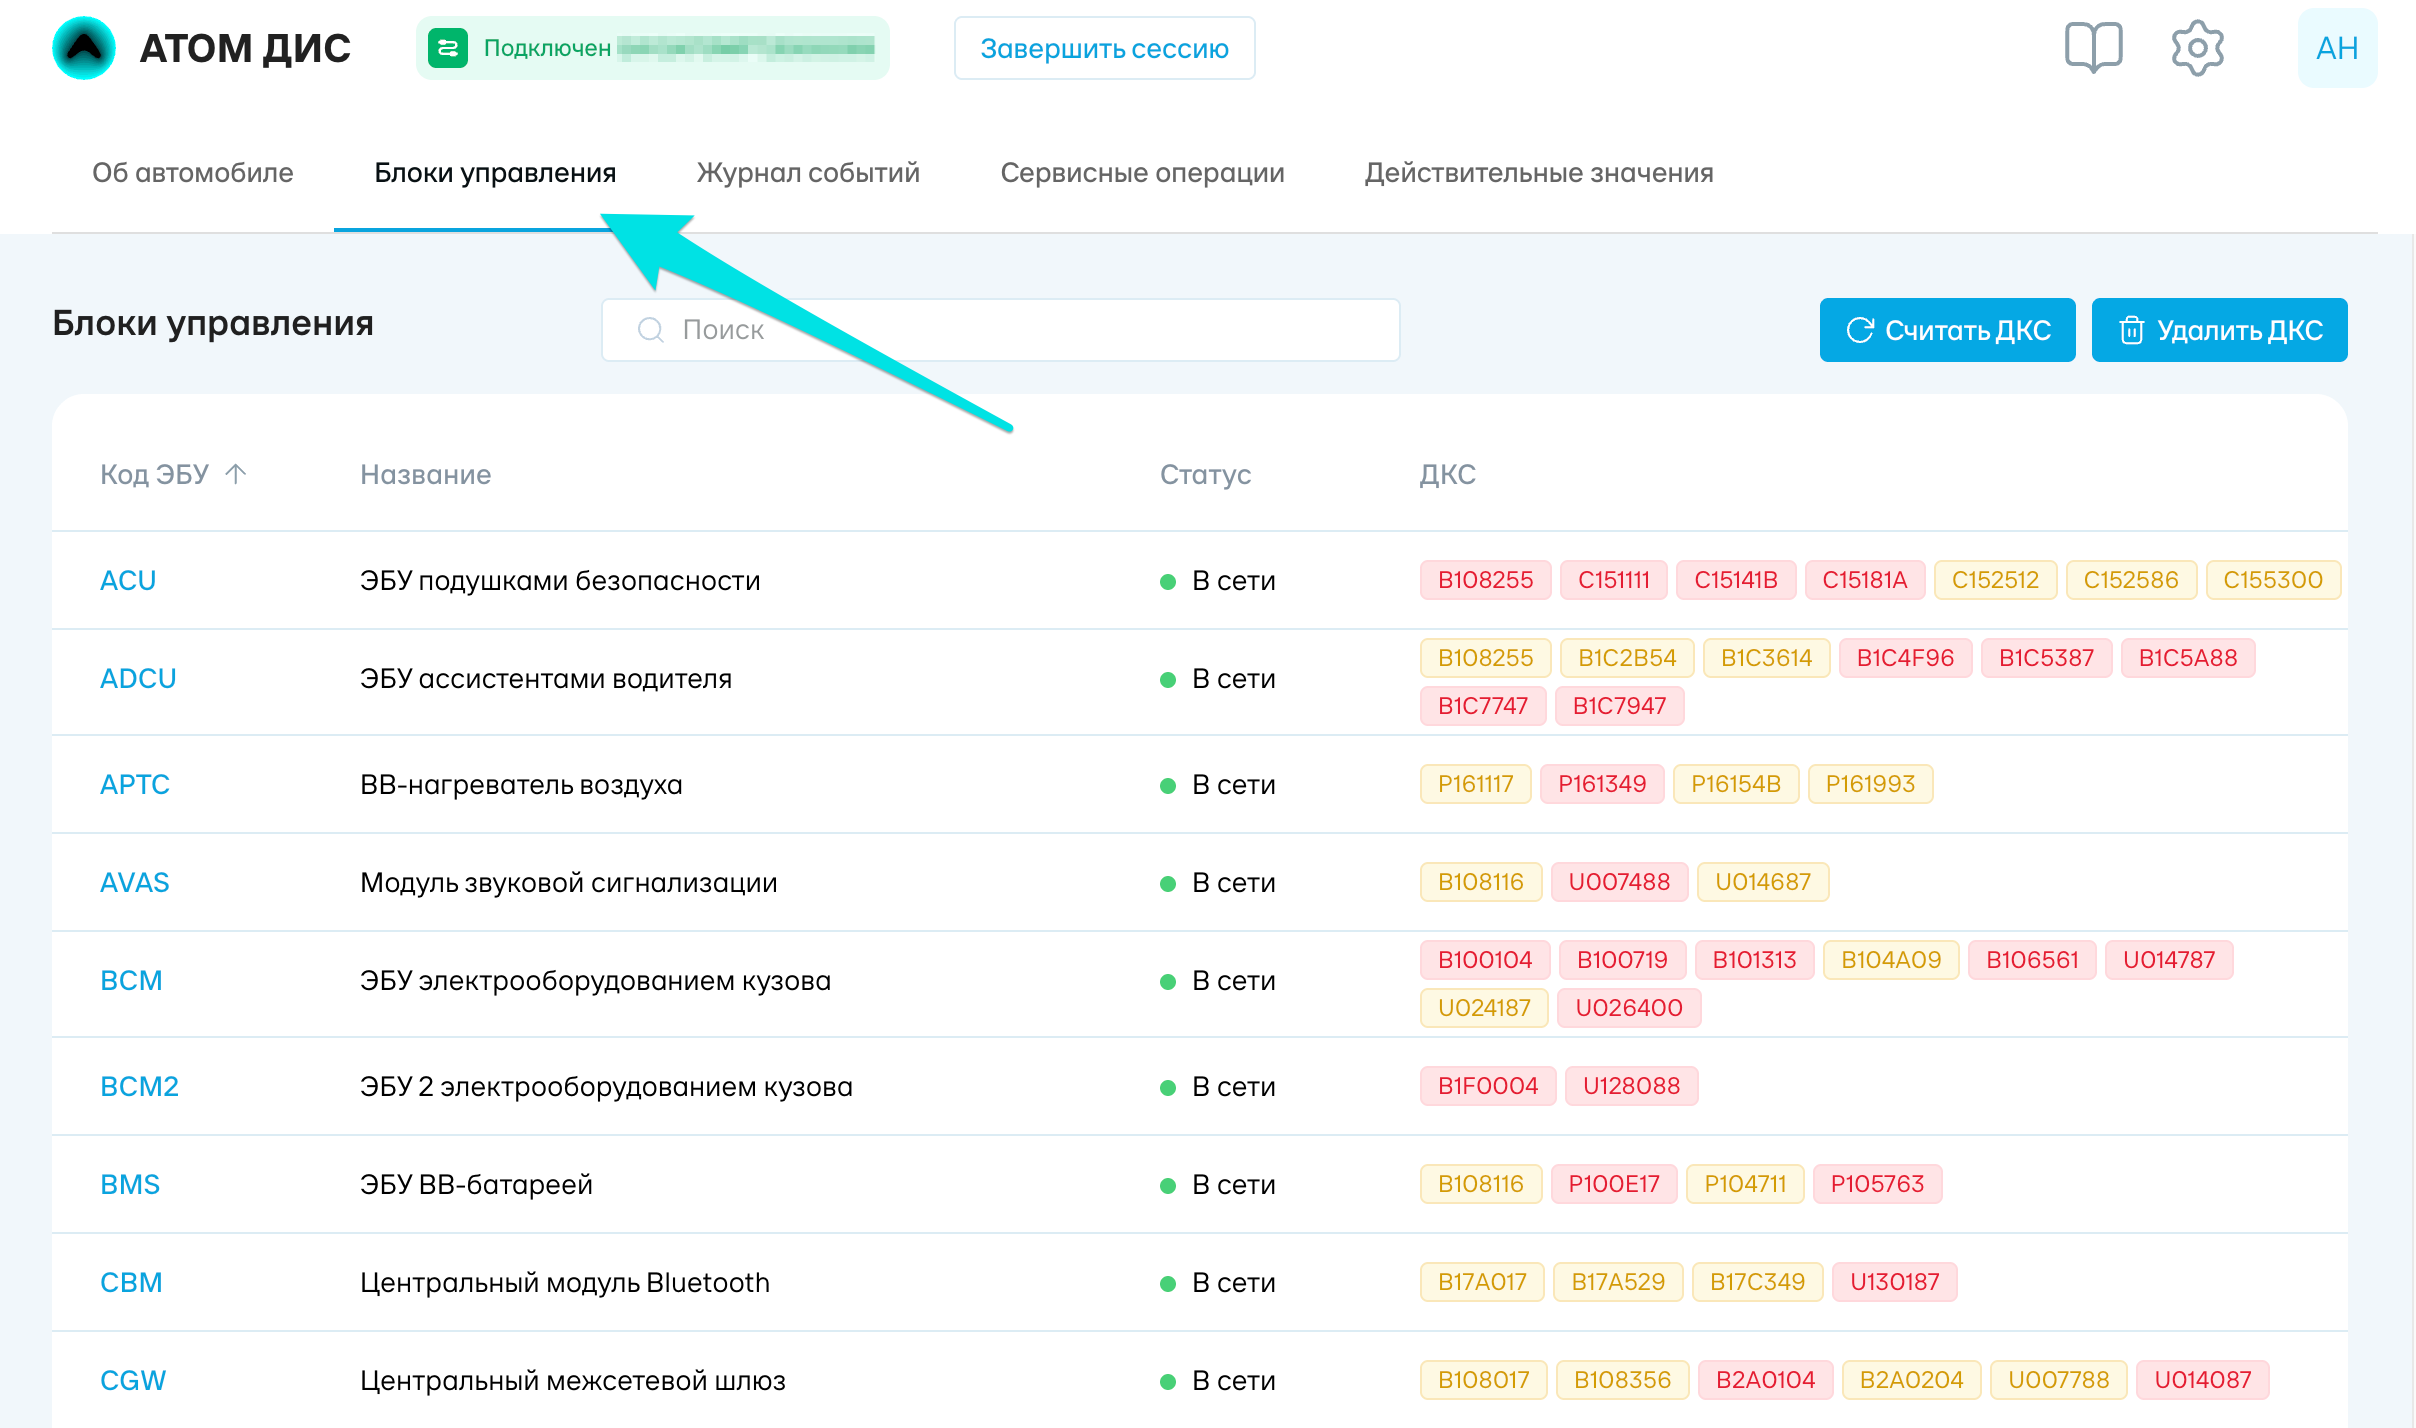 АТОМ ДИС Подключен Завершить сессию АН
Об автомобиле Блоки управления Журнал событий Сервисные операции Действительные значения
Блоки управления Поиск Считать ДКС Удалить ДКС
Код ЭБУ Название Статус ДКС
ACU ЭБУ подушками безопасности В сети B108255 C151111 C15141B C15181A C152512 C152586 C155300
ADCU ЭБУ ассистентами водителя В сети B108255 B1C2B54 B1C3614 B1C4F96 B1C5387 B1C5A88
B1C7747 B1C7947
APTC ВВ-нагреватель воздуха В сети P161117 P161349 P16154B P161993
AVAS Модуль звуковой сигнализации В сети B108116 U007488 U014687
BCM ЭБУ электрооборудованием кузова В сети B100104 B100719 B101313 B104A09 B106561 U014787
U024187 U026400
BCM2 ЭБУ 2 электрооборудованием кузова В сети B1F0004 U128088
BMS ЭБУ ВВ-батареей В сети B108116 P100E17 P104711 P105763
CBM Центральный модуль Bluetooth В сети B17A017 B17A529 B17C349 U130187
CGW Центральный межсетевой шлюз В сети B108017 B108356 B2A0104 B2A0204 U007788 U014087